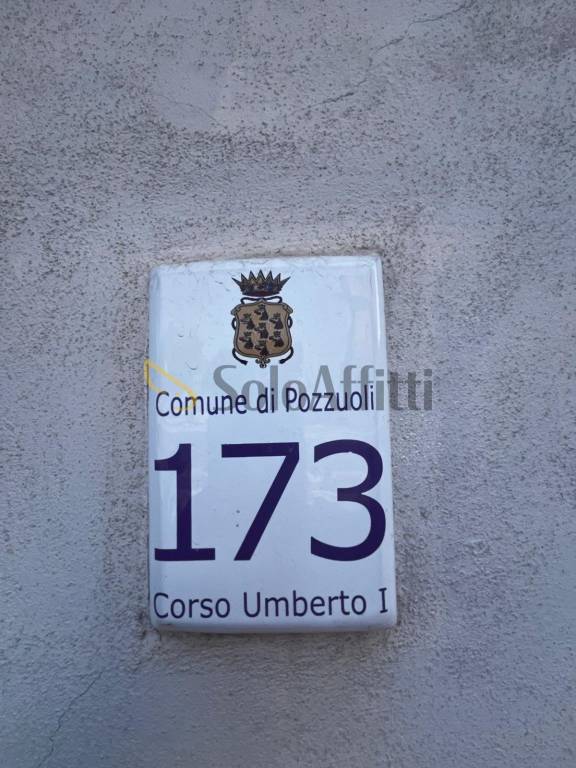 SoloAffitti
Comune di Pozzuoli
173
Corso Umberto I